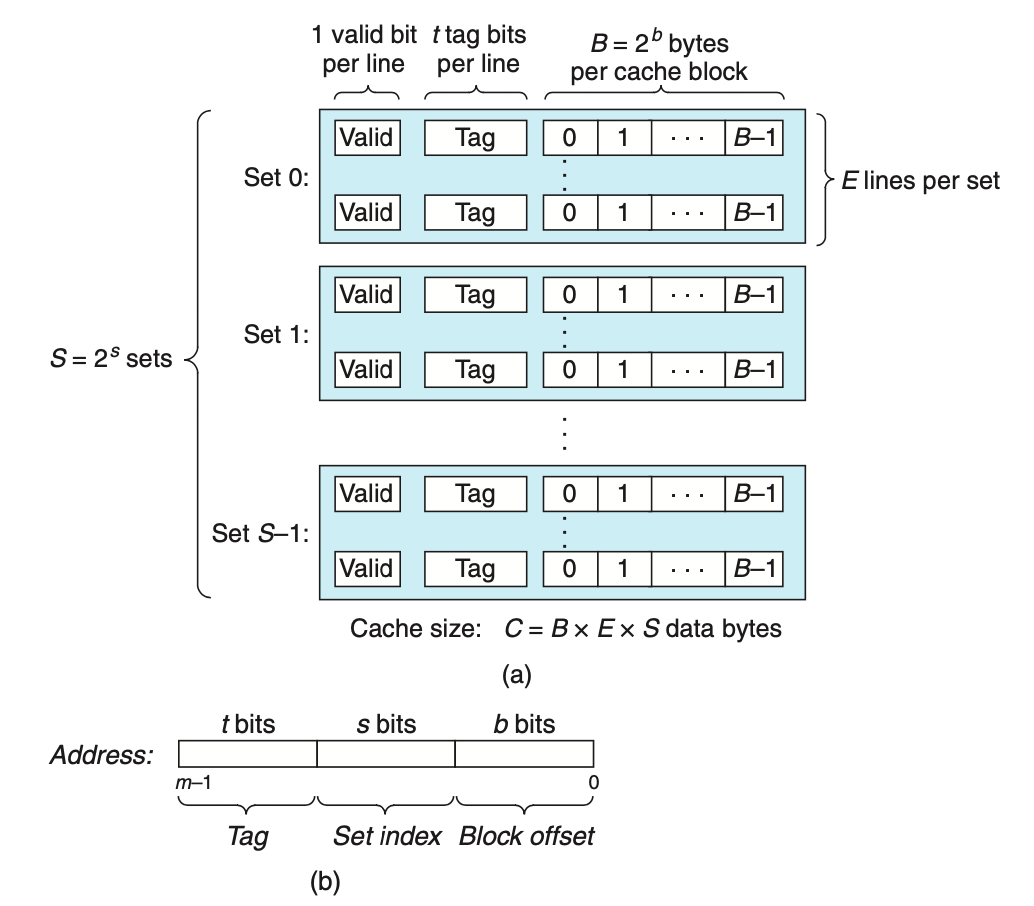 1 valid bit per line
t tag bits per line
B = 2^b bytes per cache block
Set 0:
Valid Tag 0 1 · · · B–1
Valid Tag 0 1 · · · B–1
E lines per set
S = 2^s sets
Set 1:
Valid Tag 0 1 · · · B–1
Valid Tag 0 1 · · · B–1
Set S–1:
Valid Tag 0 1 · · · B–1
Valid Tag 0 1 · · · B–1
Cache size: C = B × E × S data bytes
(a)
t bits s bits b bits
Address:
m–1 0
Tag Set index Block offset
(b)